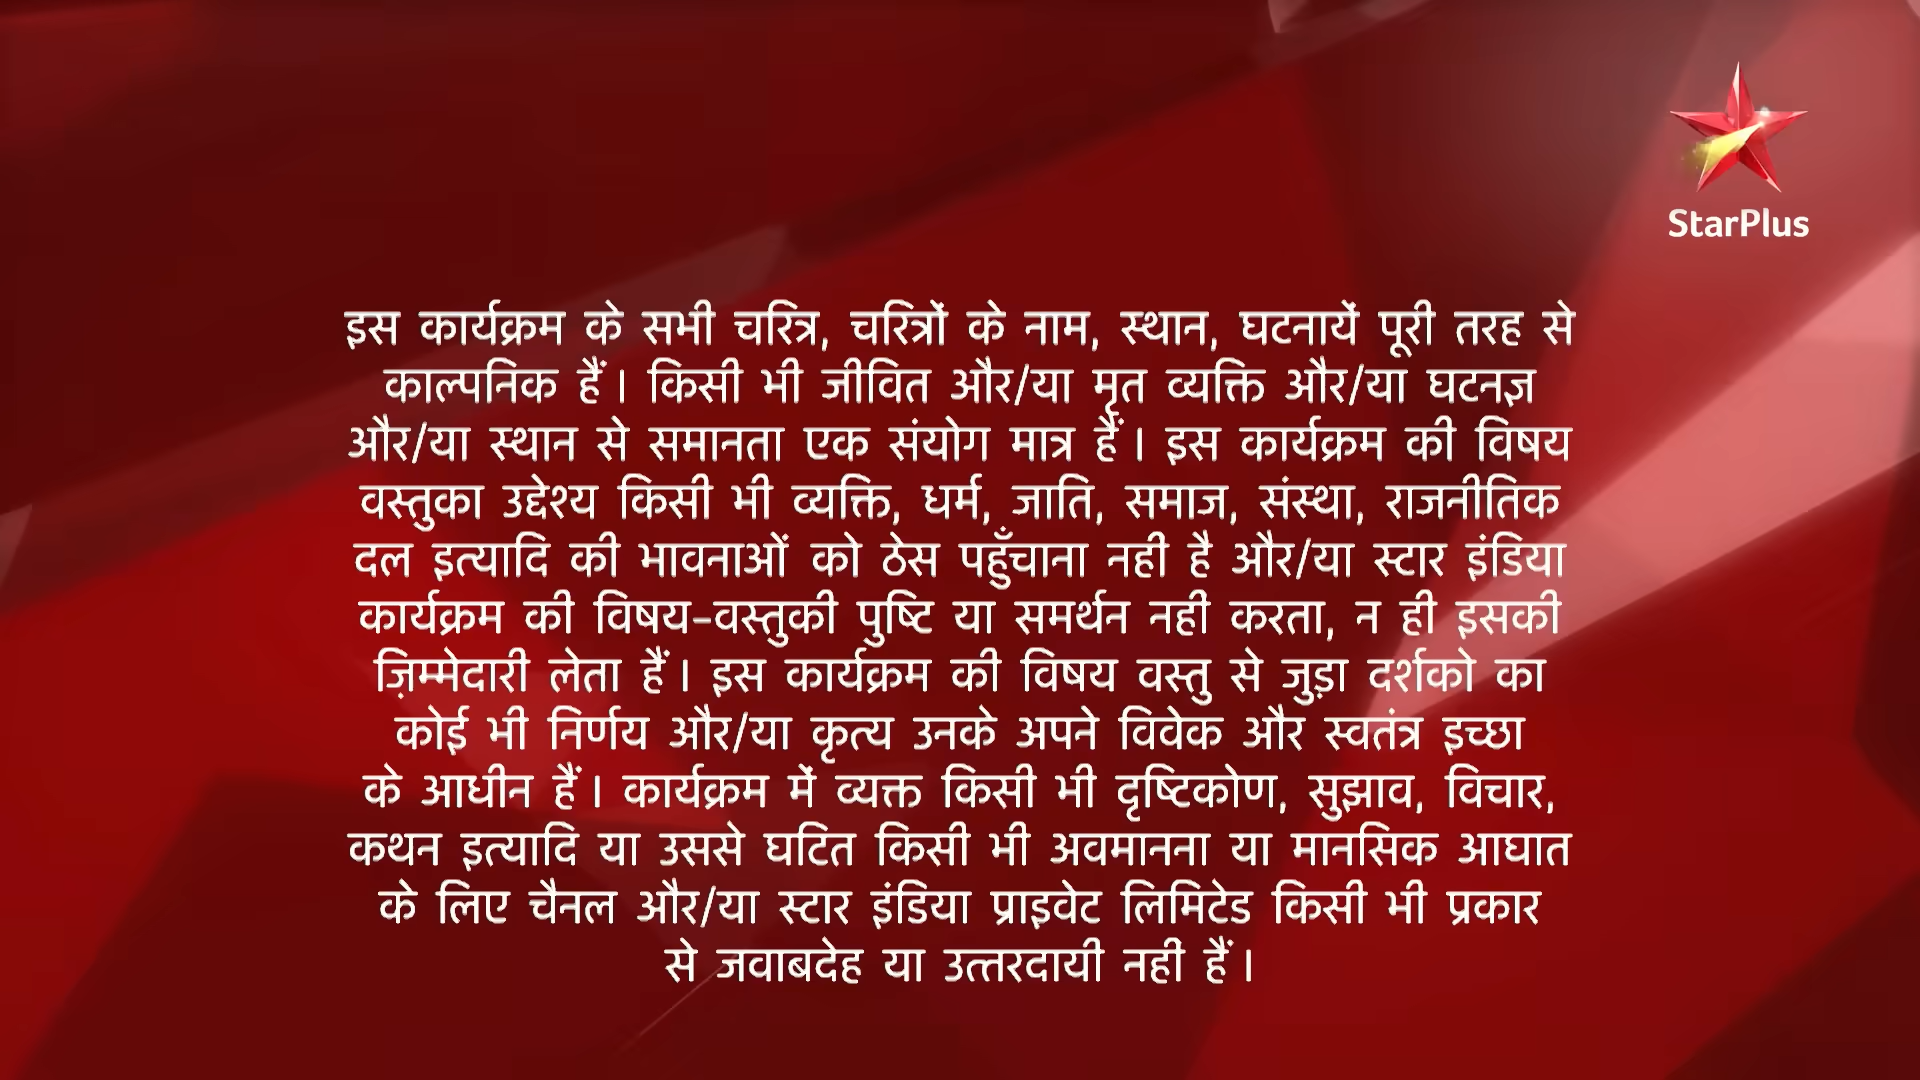 StarPlus
इस कार्यक्रम के सभी चरित्र, चरित्रों के नाम, स्थान, घटनायें पूरी तरह से
काल्पनिक हैं। किसी भी जीवित और/या मृत व्यक्ति और/या घटनज्ञ
और/या स्थान से समानता एक संयोग मात्र हैं। इस कार्यक्रम की विषय
वस्तुका उद्देश्य किसी भी व्यक्ति, धर्म, जाति, समाज, संस्था, राजनीतिक
दल इत्यादि की भावनाओं को ठेस पहुँचाना नही है और/या स्टार इंडिया
कार्यक्रम की विषय-वस्तुकी पुष्टि या समर्थन नही करता, न ही इसकी
ज़िम्मेदारी लेता हैं। इस कार्यक्रम की विषय वस्तु से जुड़ा दर्शको का
कोई भी निर्णय और/या कृत्य उनके अपने विवेक और स्वतंत्र इच्छा
के आधीन हैं। कार्यक्रम में व्यक्त किसी भी दृष्टिकोण, सुझाव, विचार,
कथन इत्यादि या उससे घटित किसी भी अवमानना या मानसिक आघात
के लिए चैनल और/या स्टार इंडिया प्राइवेट लिमिटेड किसी भी प्रकार
से जवाबदेह या उत्तरदायी नही हैं।